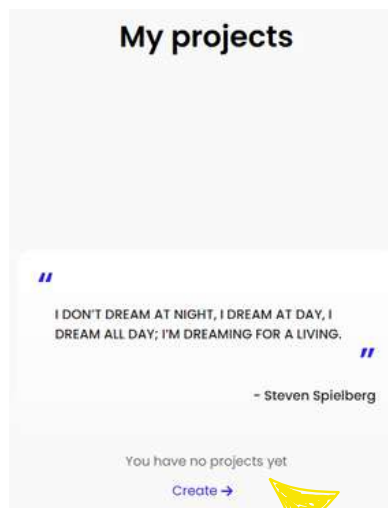 My projects
“
I DON'T DREAM AT NIGHT, I DREAM AT DAY, I
DREAM ALL DAY; I'M DREAMING FOR A LIVING.
”
- Steven Spielberg
You have no projects yet
Create →